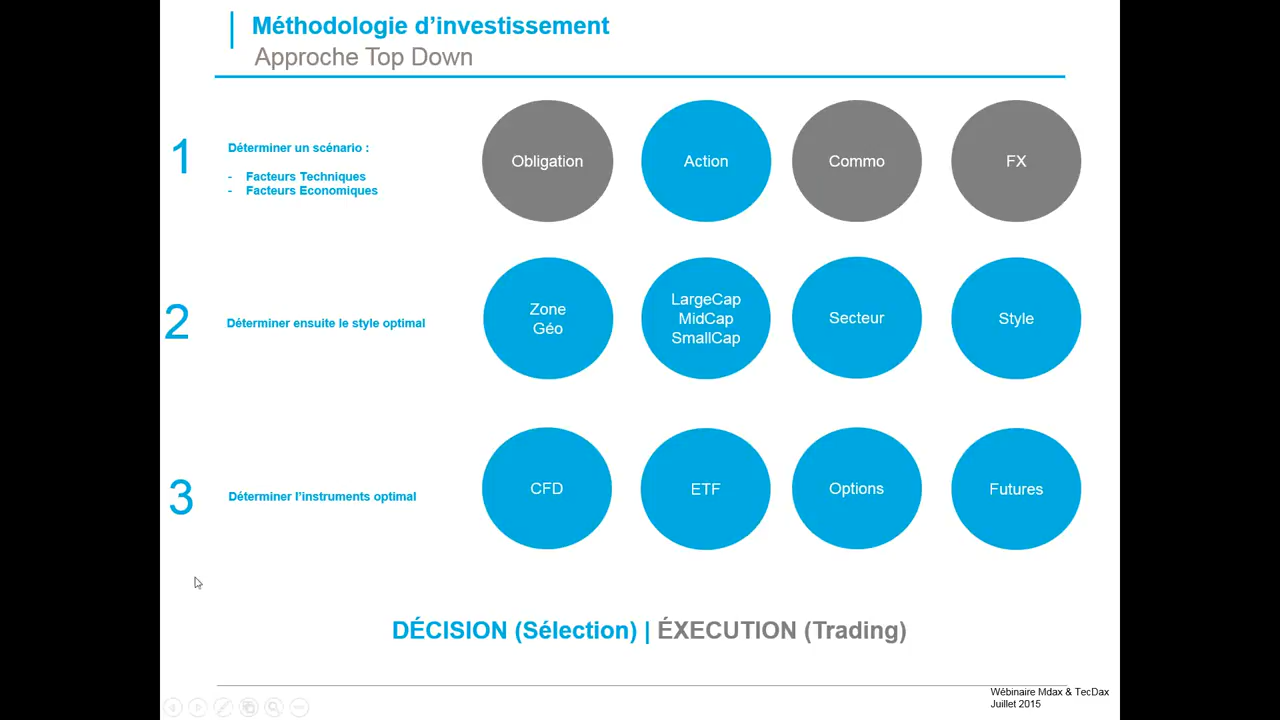 Méthodologie d’investissement
Approche Top Down
1
Déterminer un scénario :
- Facteurs Techniques
- Facteurs Economiques
Obligation
Action
Commo
FX
2
Déterminer ensuite le style optimal
Zone
Géo
LargeCap
MidCap
SmallCap
Secteur
Style
3
Déterminer l’instruments optimal
CFD
ETF
Options
Futures
DÉCISION (Sélection) | ÉXECUTION (Trading)
Wébinaire Mdax & TecDax
Juillet 2015